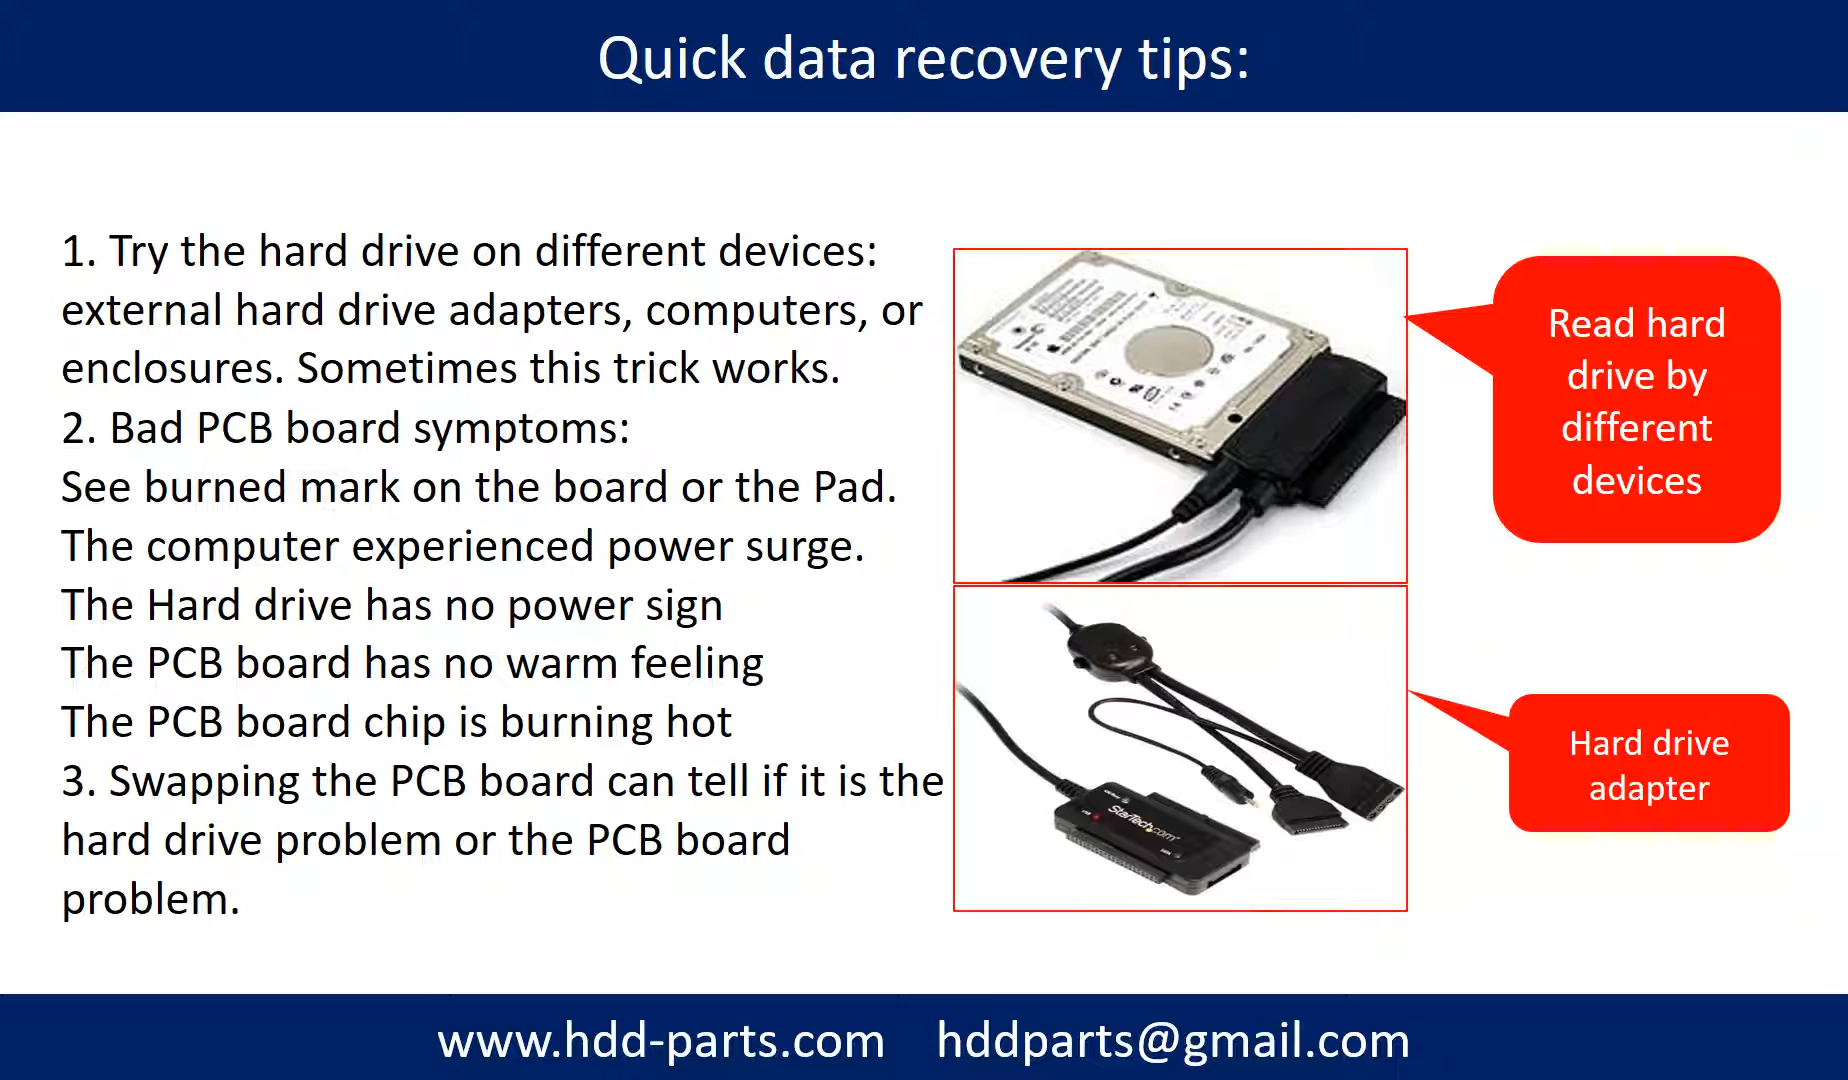 Quick data recovery tips:
1. Try the hard drive on different devices:
external hard drive adapters, computers, or
enclosures. Sometimes this trick works.
2. Bad PCB board symptoms:
See burned mark on the board or the Pad.
The computer experienced power surge.
The Hard drive has no power sign
The PCB board has no warm feeling
The PCB board chip is burning hot
3. Swapping the PCB board can tell if it is the
hard drive problem or the PCB board
problem.
Read hard
drive by
different
devices
StarTech.com
Hard drive
adapter
www.hdd-parts.com hddparts@gmail.com